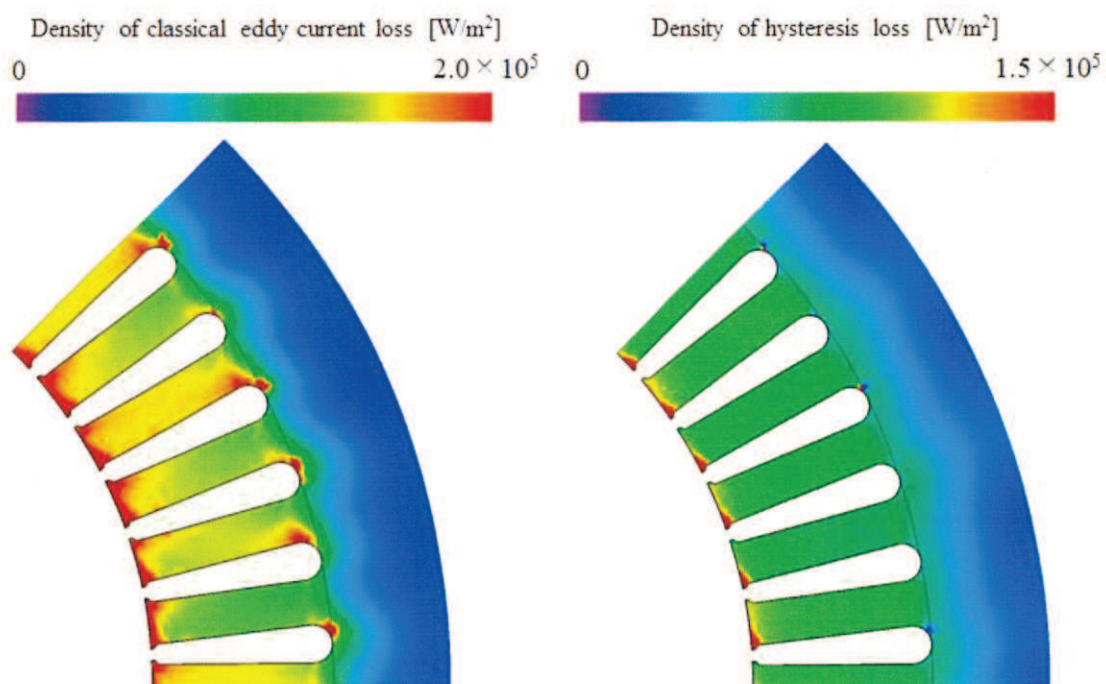 Density of classical eddy current loss [W/m²]
0 2.0 × 10⁵
Density of hysteresis loss [W/m²]
0 1.5 × 10⁵